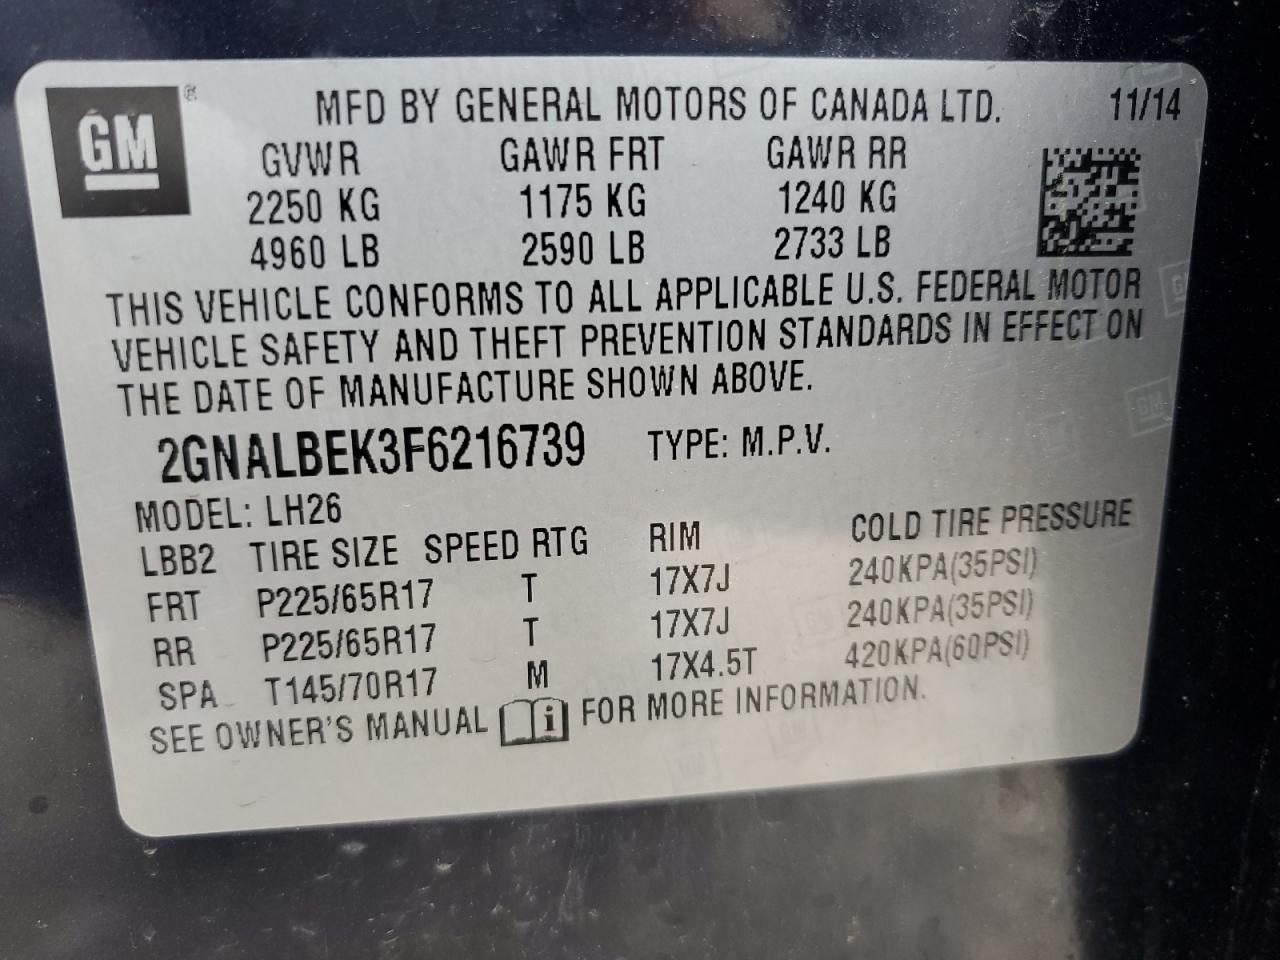 GM® MFD BY GENERAL MOTORS OF CANADA LTD. 11/14
GVWR GAWR FRT GAWR RR
2250 KG 1175 KG 1240 KG
4960 LB 2590 LB 2733 LB
THIS VEHICLE CONFORMS TO ALL APPLICABLE U.S. FEDERAL MOTOR
VEHICLE SAFETY AND THEFT PREVENTION STANDARDS IN EFFECT ON
THE DATE OF MANUFACTURE SHOWN ABOVE.
2GNALBEK3F6216739 TYPE: M.P.V.
MODEL: LH26
LBB2 TIRE SIZE SPEED RTG RIM COLD TIRE PRESSURE
FRT P225/65R17 T 17X7J 240KPA(35PSI)
RR P225/65R17 T 17X7J 240KPA(35PSI)
SPA T145/70R17 M 17X4.5T 420KPA(60PSI)
SEE OWNER'S MANUAL i FOR MORE INFORMATION.